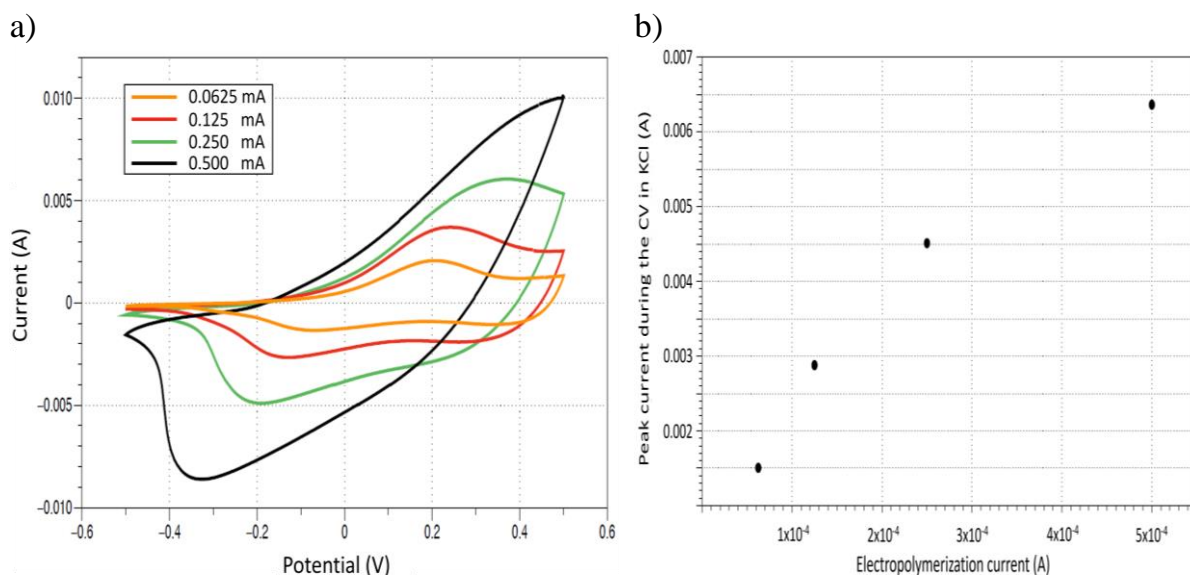 a)
b)
0.0625 mA
0.125 mA
0.250 mA
0.500 mA
0.010
0.005
0
−0.005
−0.010
Current (A)
−0.6
−0.4
−0.2
0
0.2
0.4
0.6
Potential (V)
0.007
0.006
0.005
0.004
0.003
0.002
Peak current during the CV in KCl (A)
1x10-4
2x10-4
3x10-4
4x10-4
5x10-4
Electropolymerization current (A)